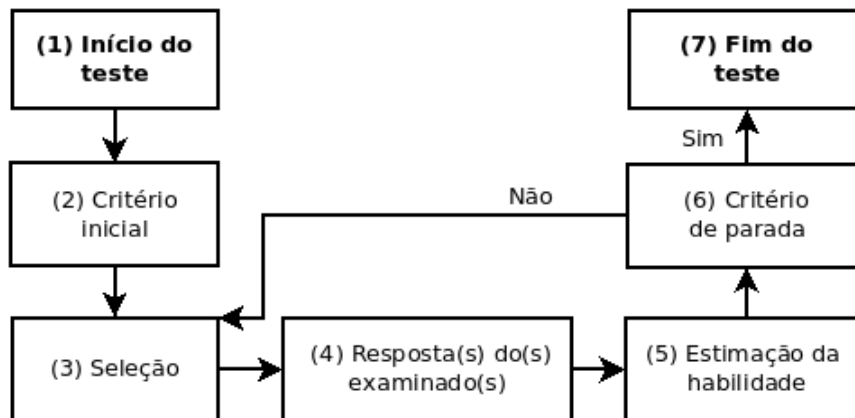 (1) Início do
teste
(2) Critério
inicial
(3) Seleção
(4) Resposta(s) do(s)
examinado(s)
(5) Estimação da
habilidade
(6) Critério
de parada
Não
Sim
(7) Fim do
teste